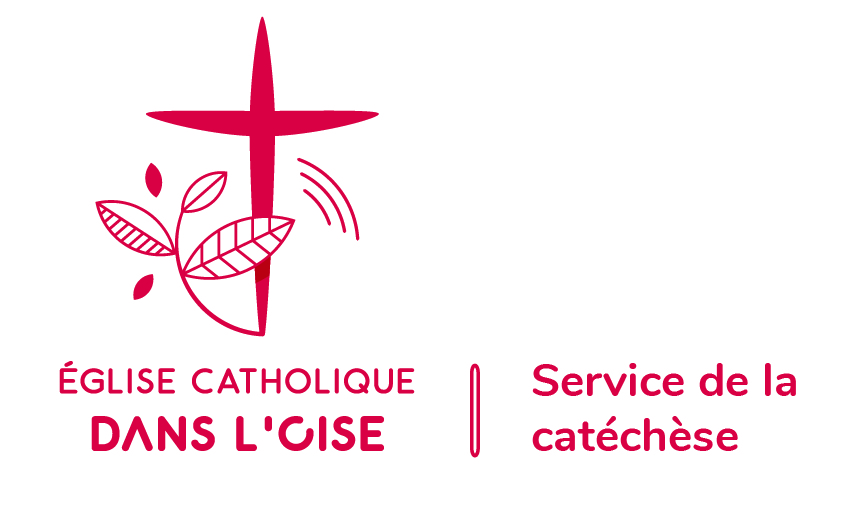 ÉGLISE CATHOLIQUE
DANS L'OISE
Service de la
catéchèse